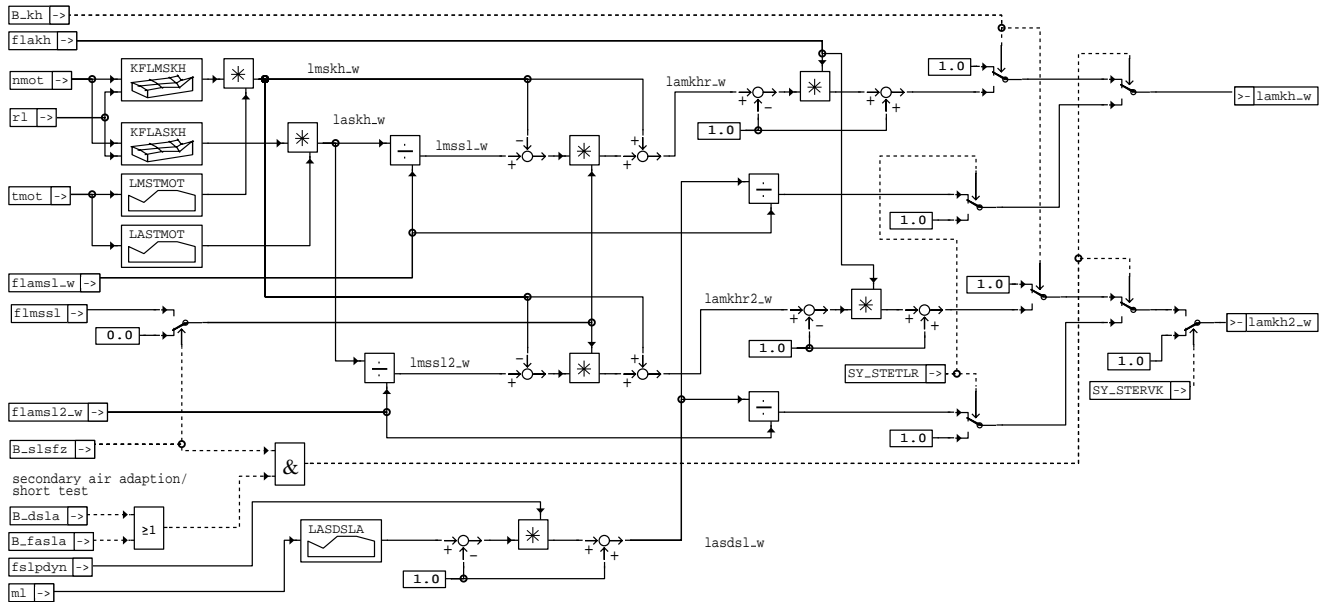 B_kh ->
flakh ->
nmot ->
KFLMSKH
lmskh_w
lamkhr_w
1.0
>- lamkh_w
rl ->
KFLASKH
laskh_w
lmssl_w
1.0
tmot ->
LMSTMOT
LASTMOT
1.0
flamsl_w ->
flmssl ->
0.0
lamkhr2_w
1.0
>- lamkh2_w
lmssl2_w
1.0
1.0
SY_STETLR ->
SY_STERVK ->
flamsl2_w ->
1.0
B_slsfz ->
&
secondary air adaption/
short test
B_dsla ->
≥1
B_fasla ->
LASDSLA
lasdsl_w
fslpdyn ->
1.0
ml ->